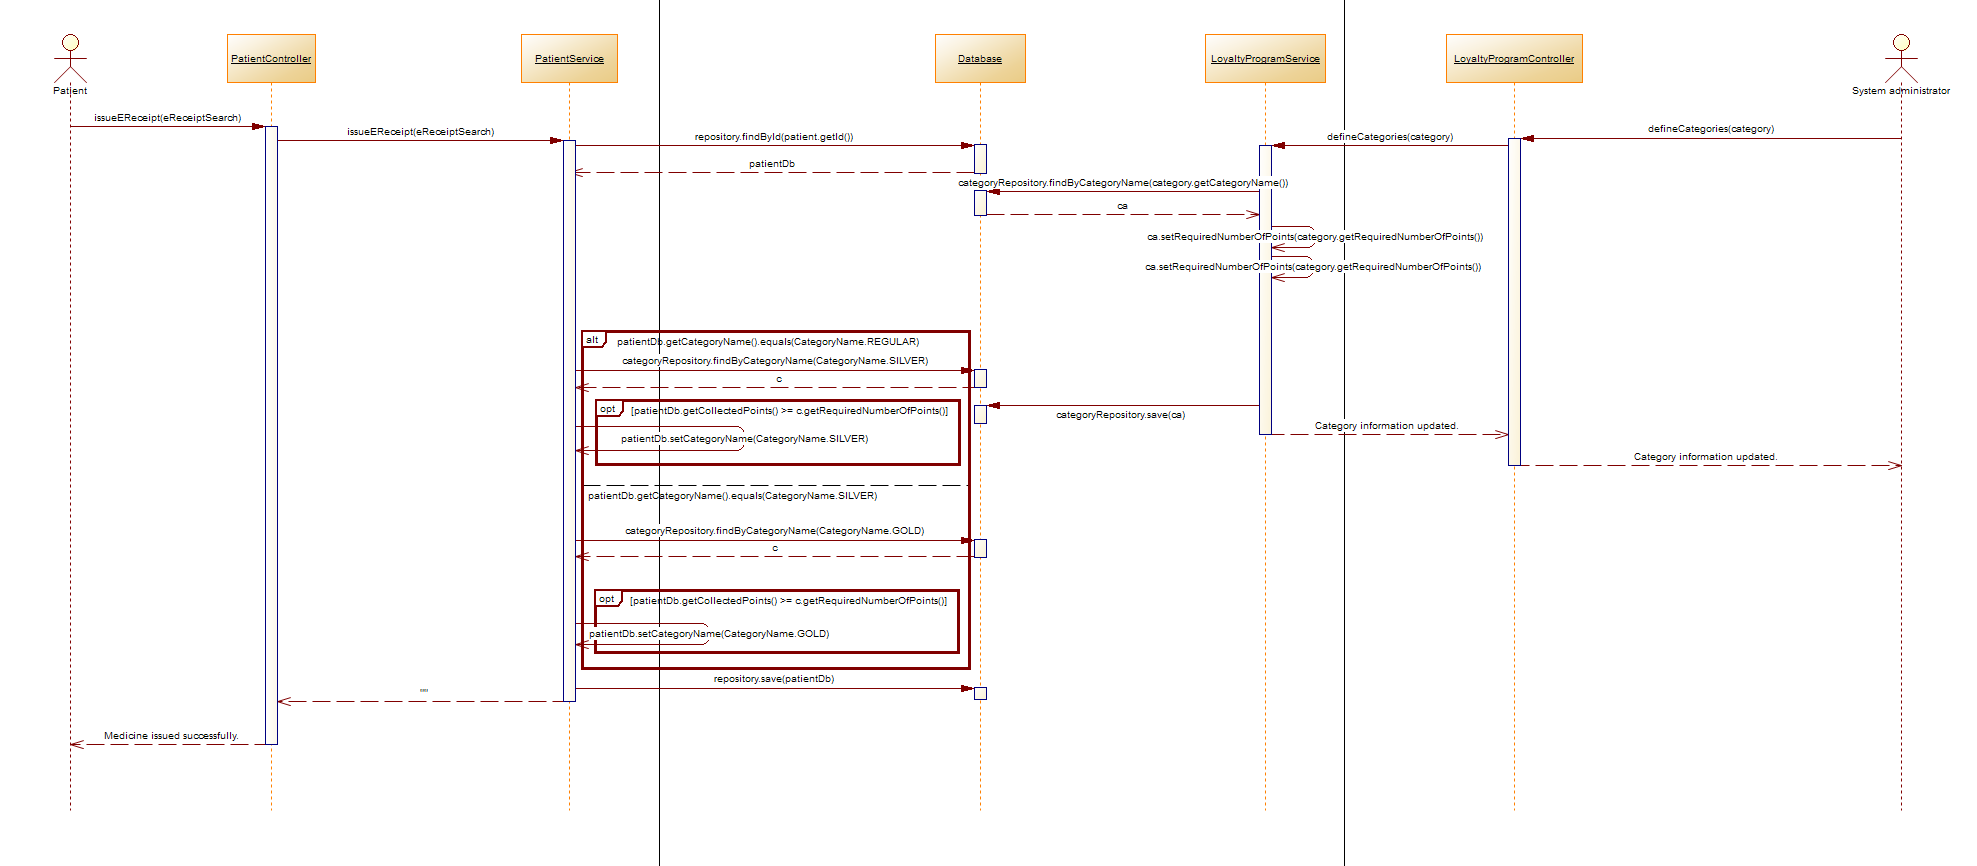 PatientController
PatientService
Database
LoyaltyProgramService
LoyaltyProgramController
Patient
System administrator
issueEReceipt(eReceiptSearch)
issueEReceipt(eReceiptSearch)
repository.findById(patient.getId())
defineCategories(category)
defineCategories(category)
patientDb
categoryRepository.findByCategoryName(category.getCategoryName())
ca
ca.setRequiredNumberOfPoints(category.getRequiredNumberOfPoints())
ca.setRequiredNumberOfPoints(category.getRequiredNumberOfPoints())
alt
patientDb.getCategoryName().equals(CategoryName.REGULAR)
categoryRepository.findByCategoryName(CategoryName.SILVER)
c
opt
[patientDb.getCollectedPoints() >= c.getRequiredNumberOfPoints()]
categoryRepository.save(ca)
Category information updated.
patientDb.setCategoryName(CategoryName.SILVER)
Category information updated.
patientDb.getCategoryName().equals(CategoryName.SILVER)
categoryRepository.findByCategoryName(CategoryName.GOLD)
c
opt
[patientDb.getCollectedPoints() >= c.getRequiredNumberOfPoints()]
patientDb.setCategoryName(CategoryName.GOLD)
repository.save(patientDb)
Medicine issued successfully.